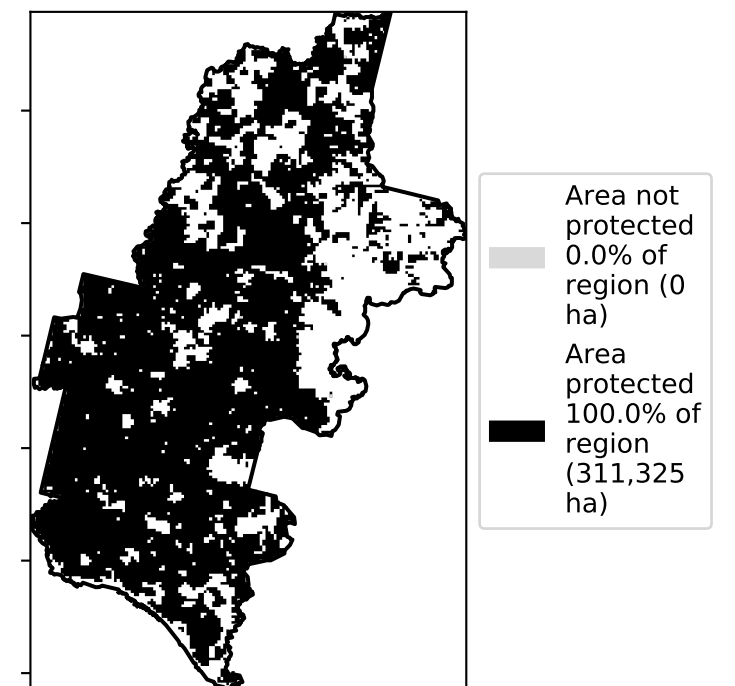 Area not
protected
0.0% of
region (0
ha)
Area
protected
100.0% of
region
(311,325
ha)